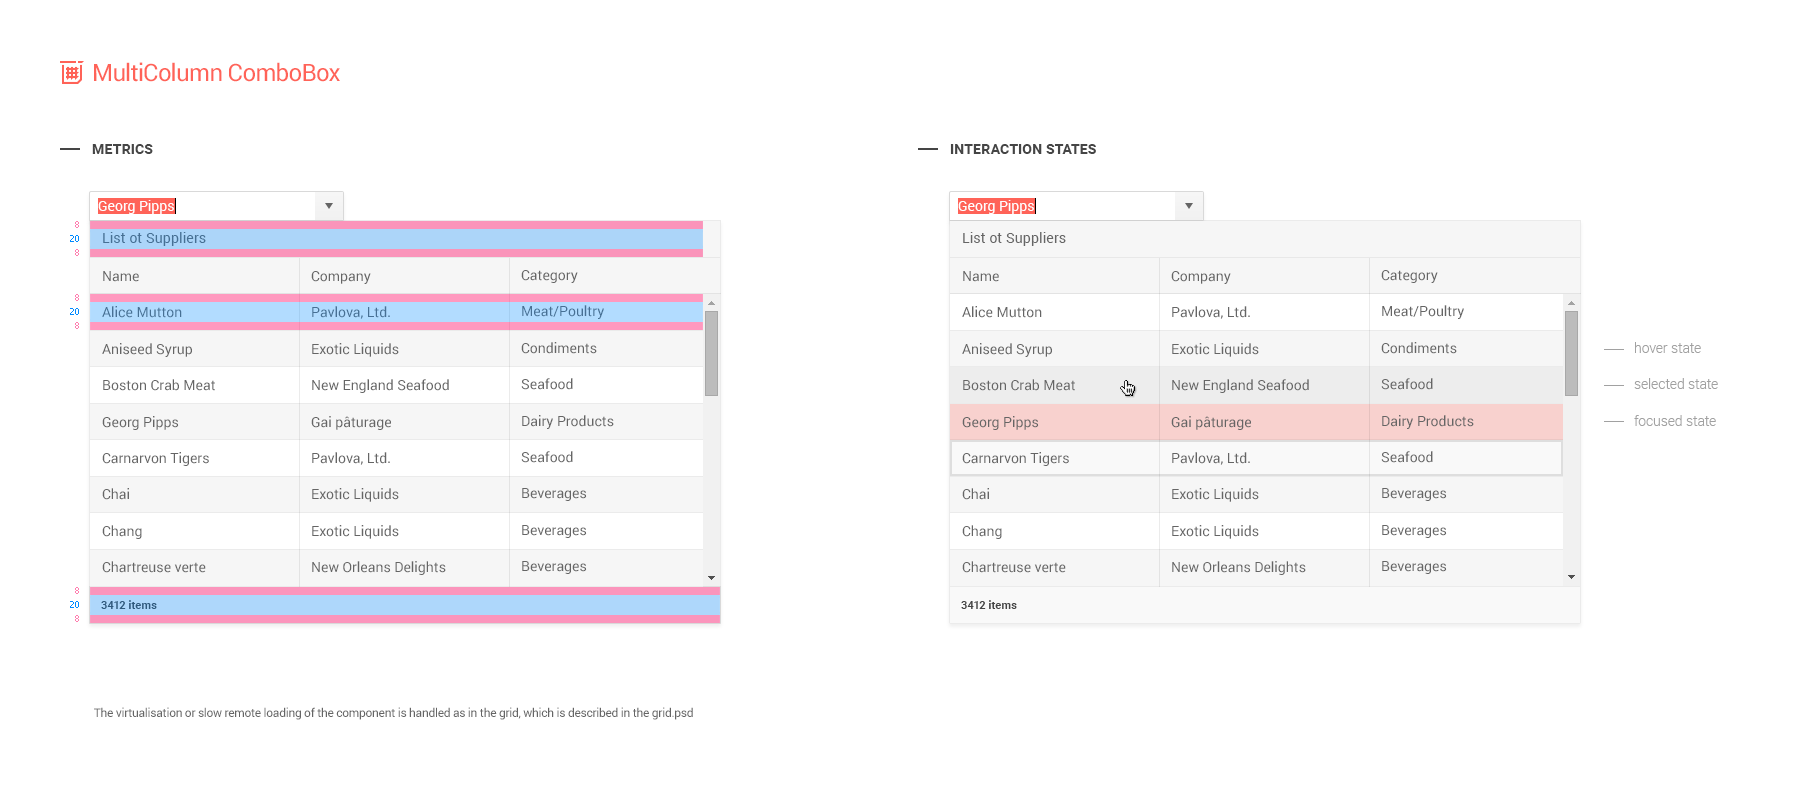 MultiColumn ComboBox
METRICS
Georg Pipps
8
20
8
List ot Suppliers
Name Company Category
8
20
8
Alice Mutton Pavlova, Ltd. Meat/Poultry
Aniseed Syrup Exotic Liquids Condiments
Boston Crab Meat New England Seafood Seafood
Georg Pipps Gai pâturage Dairy Products
Carnarvon Tigers Pavlova, Ltd. Seafood
Chai Exotic Liquids Beverages
Chang Exotic Liquids Beverages
Chartreuse verte New Orleans Delights Beverages
8
20
8
3412 items
The virtualisation or slow remote loading of the component is handled as in the grid, which is described in the grid.psd
INTERACTION STATES
Georg Pipps
List ot Suppliers
Name Company Category
Alice Mutton Pavlova, Ltd. Meat/Poultry
Aniseed Syrup Exotic Liquids Condiments
Boston Crab Meat New England Seafood Seafood
Georg Pipps Gai pâturage Dairy Products
Carnarvon Tigers Pavlova, Ltd. Seafood
Chai Exotic Liquids Beverages
Chang Exotic Liquids Beverages
Chartreuse verte New Orleans Delights Beverages
3412 items
hover state
selected state
focused state